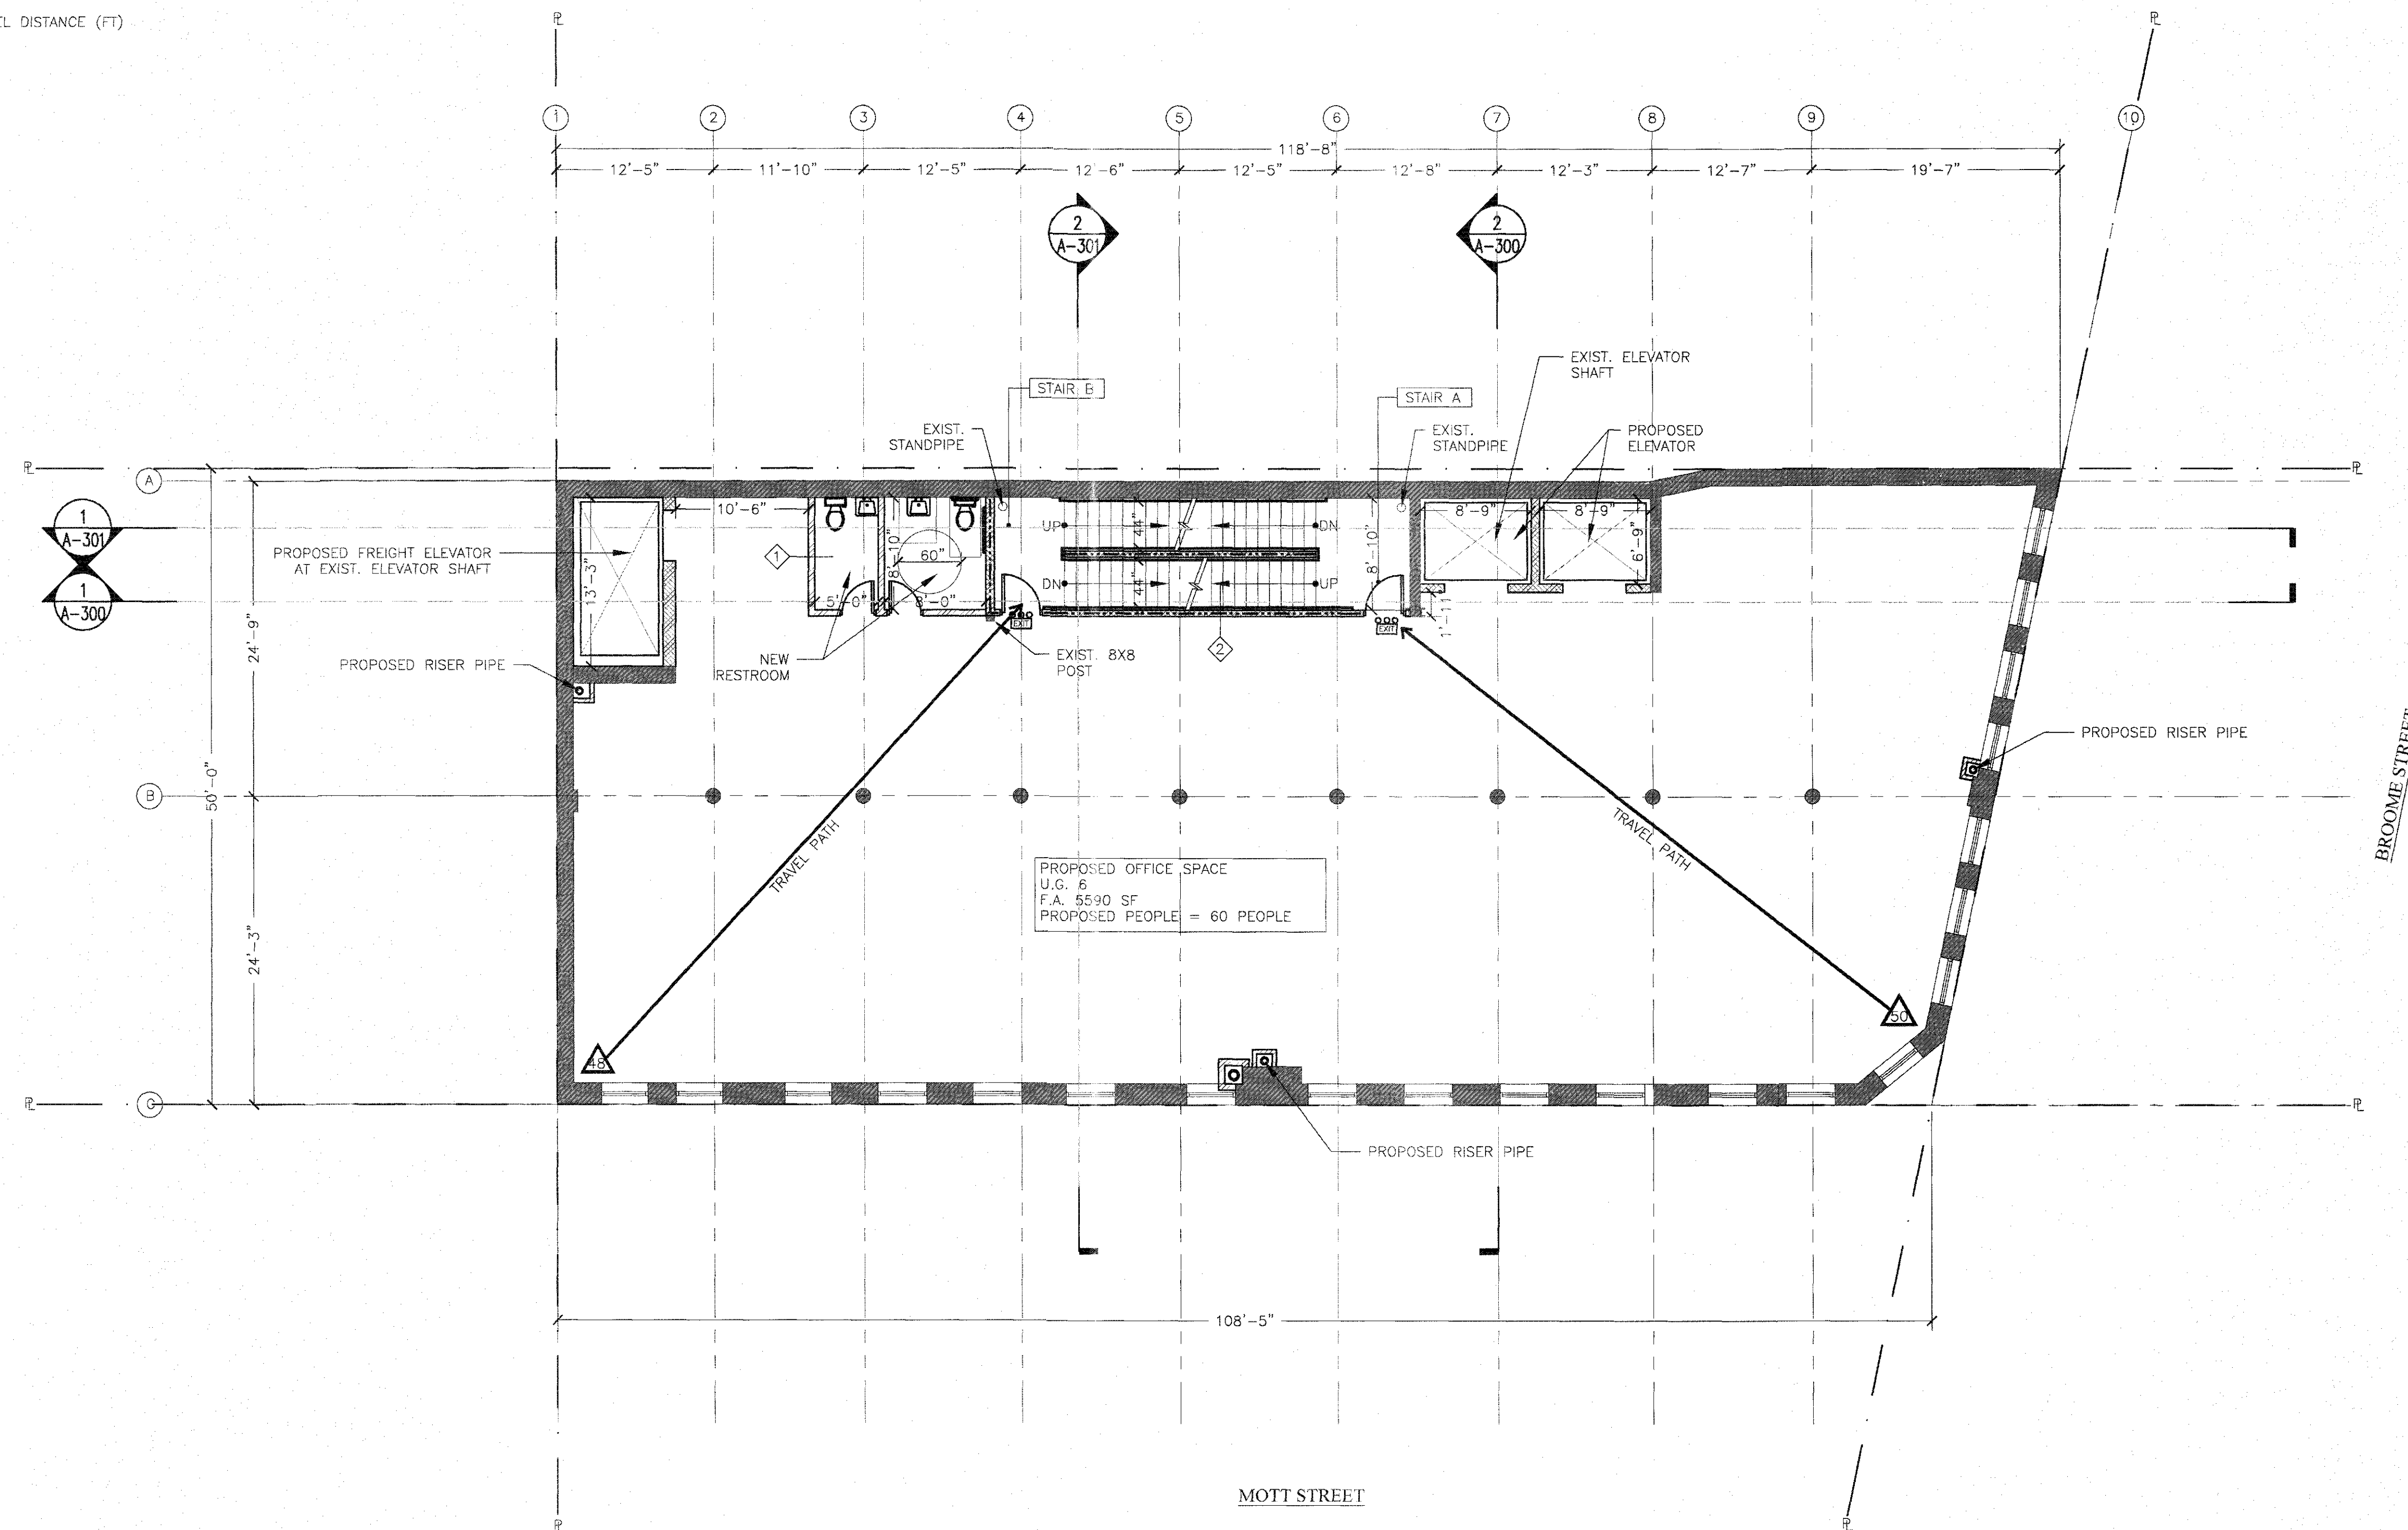 DISTANCE (FT)
1
2
3
4
5
6
7
8
9
10
118'-8"
12'-5"
11'-10"
12'-5"
12'-6"
12'-5"
12'-8"
12'-3"
12'-7"
19'-7"
2
A-301
2
A-300
EXIST. ELEVATOR
SHAFT
STAIR B
STAIR A
EXIST.
STANDPIPE
EXIST.
STANDPIPE
PROPOSED
ELEVATOR
A
1
A-301
1
A-300
10'-6"
PROPOSED FREIGHT ELEVATOR
AT EXIST. ELEVATOR SHAFT
13'-3"
1
5'-0"
8'-10"
60"
8'-0"
UP
DN
44"
44"
DN
UP
8'-10"
8'-9"
8'-9"
6'-9"
1'-11"
EXIT
EXIT
2
24'-9"
PROPOSED RISER PIPE
NEW
RESTROOM
EXIST. 8X8
POST
50'-0"
B
PROPOSED RISER PIPE
BROOME STREET
TRAVEL PATH
TRAVEL PATH
PROPOSED OFFICE SPACE
U.G. 6
F.A. 5590 SF
PROPOSED PEOPLE = 60 PEOPLE
24'-3"
48
50
C
PROPOSED RISER PIPE
108'-5"
MOTT STREET